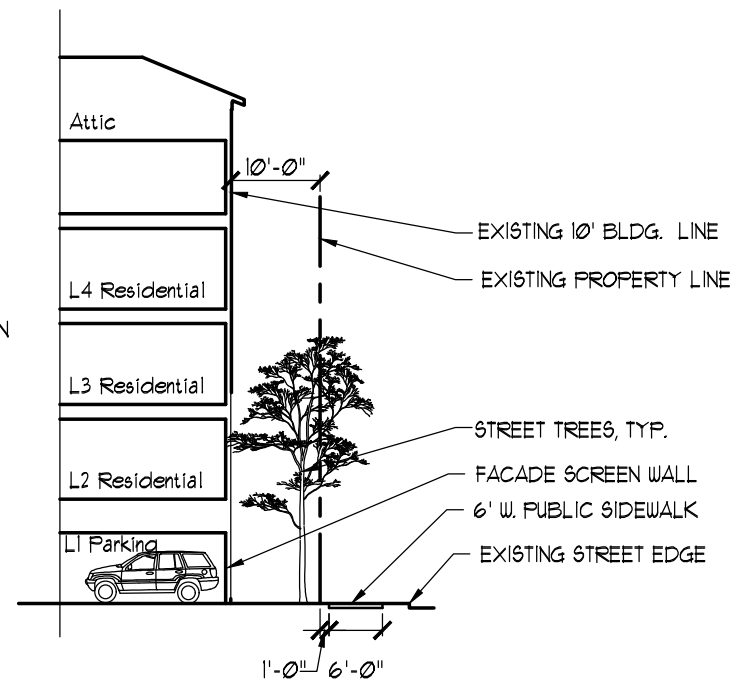 Attic
10'-0"
EXISTING 10' BLDG. LINE
EXISTING PROPERTY LINE
L4 Residential
N
L3 Residential
STREET TREES, TYP.
FACADE SCREEN WALL
L2 Residential
6' W. PUBLIC SIDEWALK
L1 Parking
EXISTING STREET EDGE
1'-0" 6'-0"